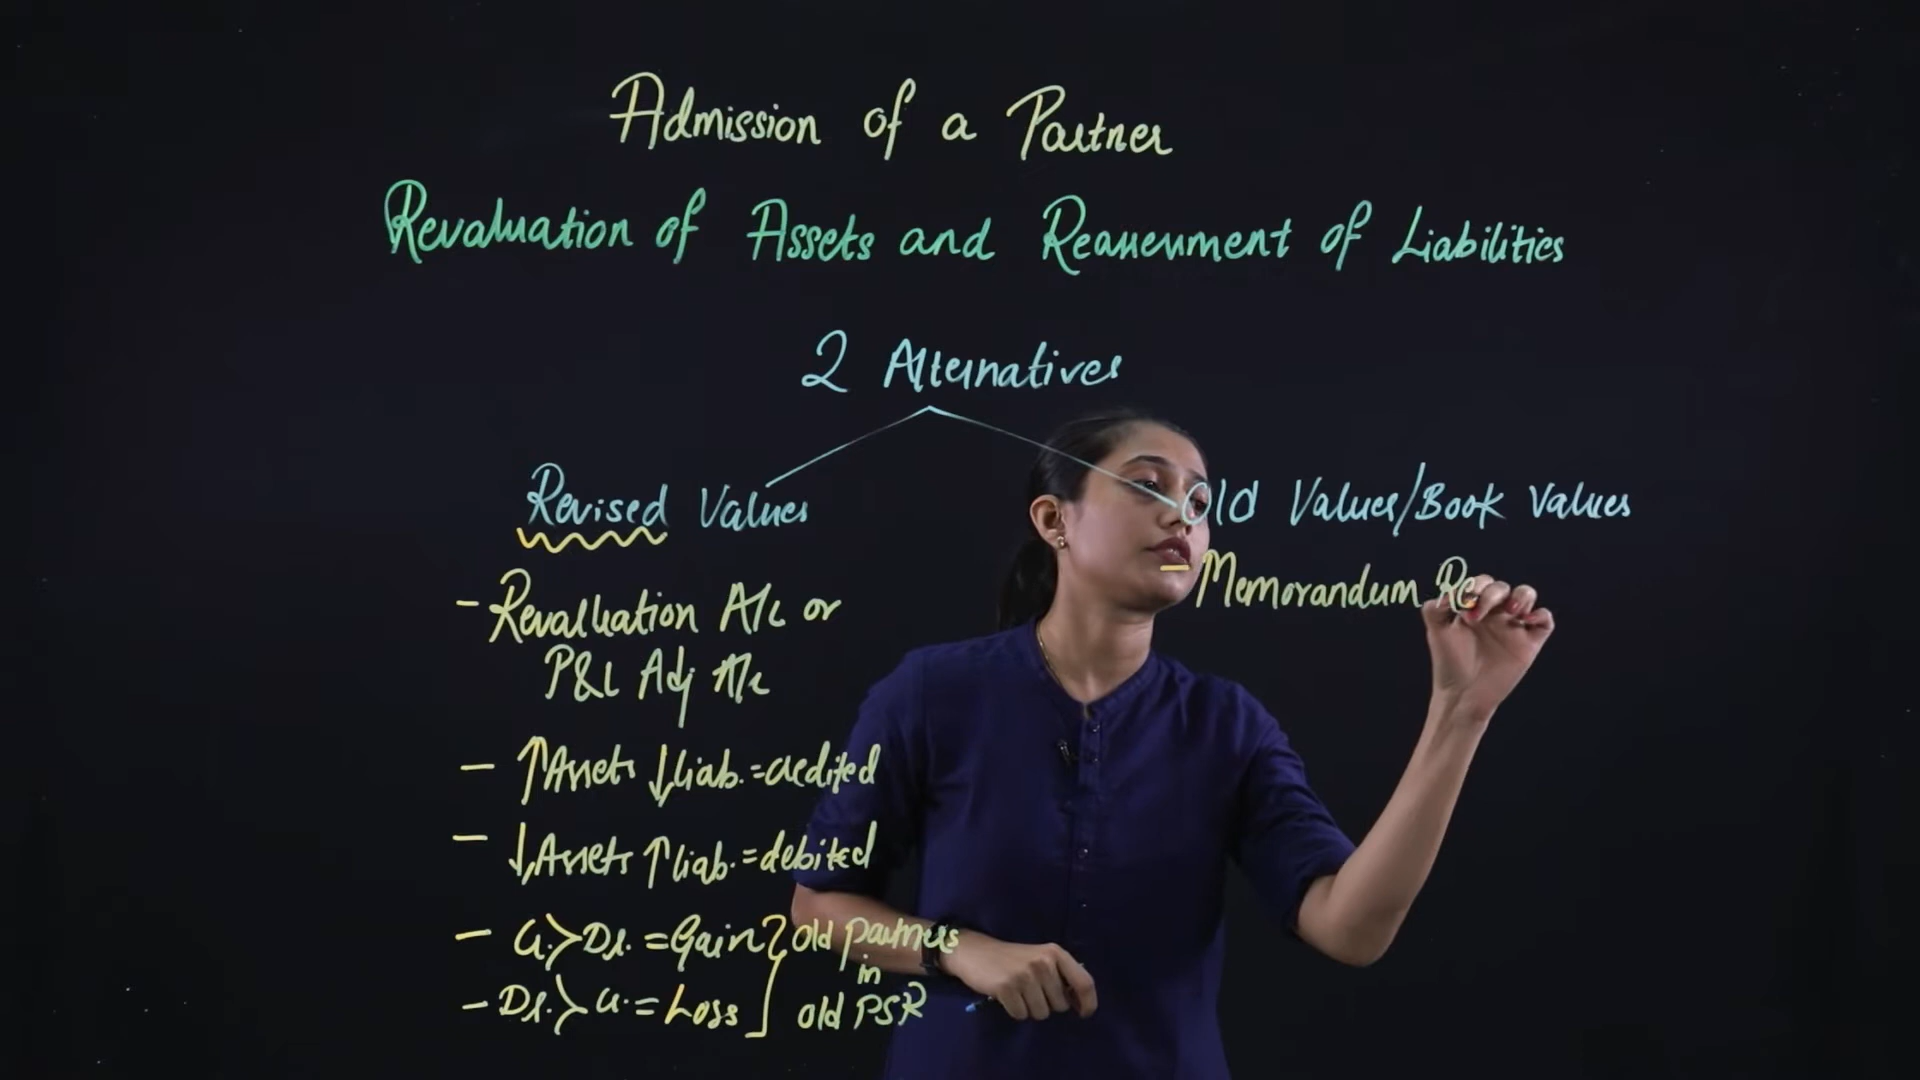 Admission of a Partner
Revaluation of Assets and Reassessment of Liabilities
2 Alternatives
Revised Values
- Revaluation A/c or
P&L Adj A/c
- ↑Assets ↓liab. = credited
- ↓Assets ↑liab. = debited
- Cr. > Dr. = Gain } old partners
in
- Dr. > Cr. = Loss } old PSR
Old Values/Book Values
- Memorandum Re